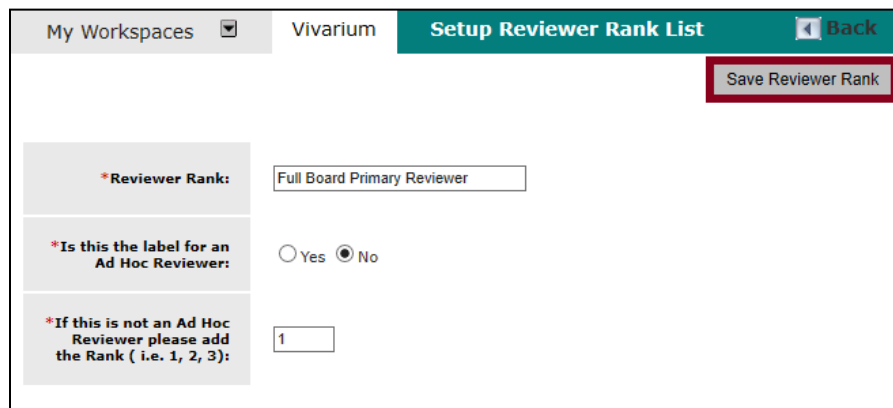 My Workspaces Vivarium Setup Reviewer Rank List Back
Save Reviewer Rank
*Reviewer Rank: Full Board Primary Reviewer
*Is this the label for an
Ad Hoc Reviewer:
Yes No
*If this is not an Ad Hoc
Reviewer please add
the Rank ( i.e. 1, 2, 3):
1